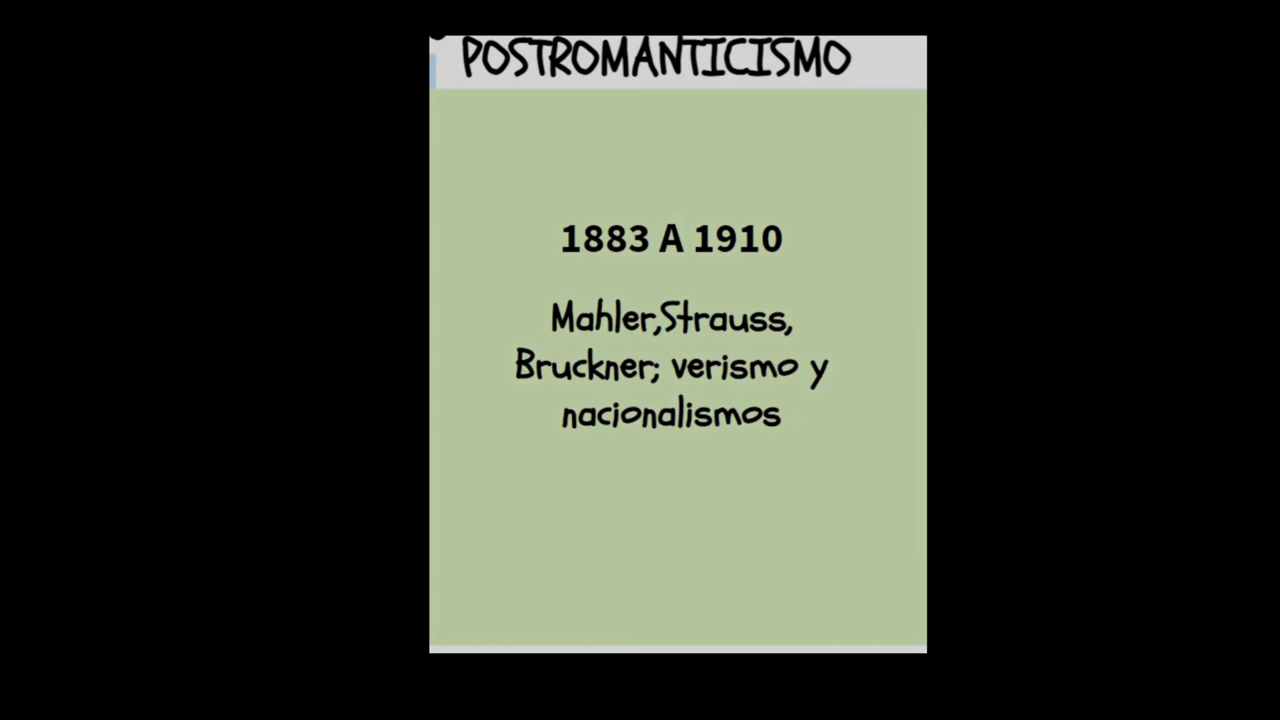 POSTROMANTICISMO
1883 A 1910
Mahler,Strauss,
Bruckner; verismo y
nacionalismos